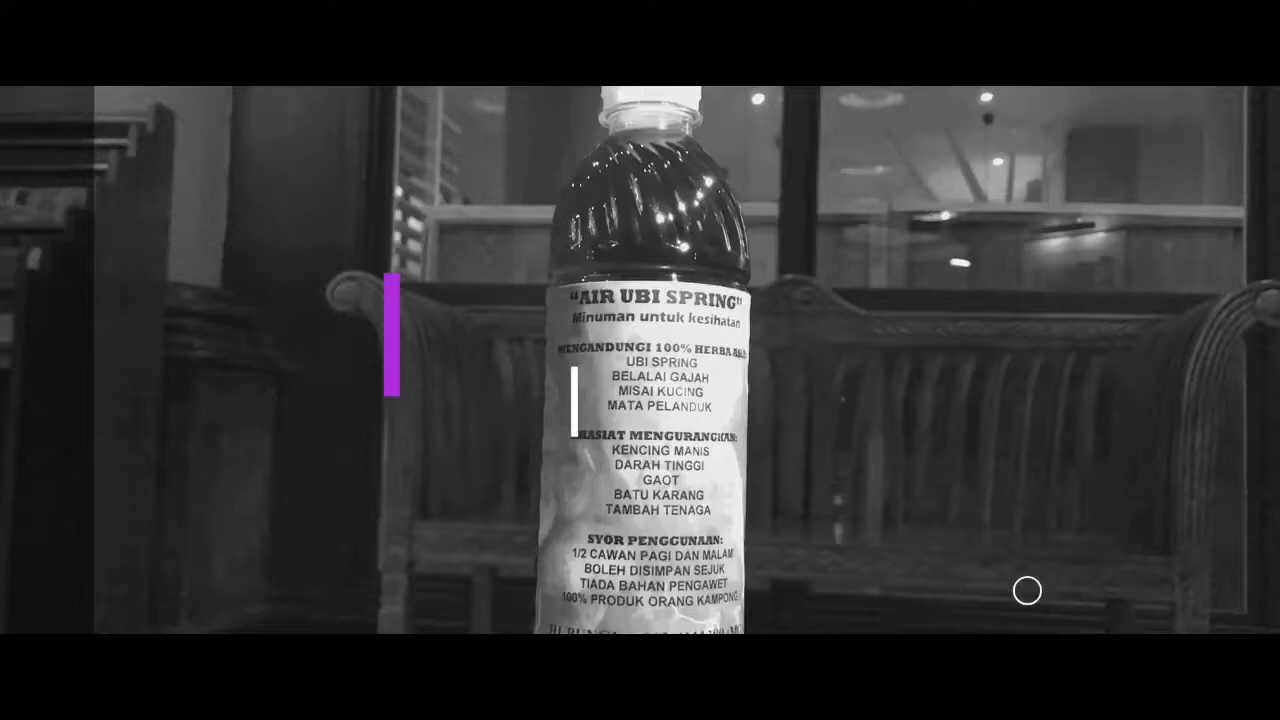 "AIR UBI SPRING"
Minuman untuk kesihatan
MENGANDUNGI 100% HERBA ASLI
UBI SPRING
BELALAI GAJAH
MISAI KUCING
MATA PELANDUK
KHASIAT MENGURANGKAN:
KENCING MANIS
DARAH TINGGI
GAOT
BATU KARANG
TAMBAH TENAGA
SYOR PENGGUNAAN:
1/2 CAWAN PAGI DAN MALAM
BOLEH DISIMPAN SEJUK
TIADA BAHAN PENGAWET
100% PRODUK ORANG KAMPONG